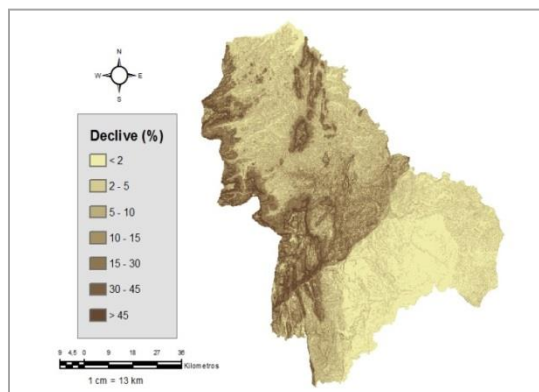 N
W E
S
Declive (%)
< 2
2 - 5
5 - 10
10 - 15
15 - 30
30 - 45
> 45
9 4,5 0 9 18 27 36
Kilometros
1 cm = 13 km